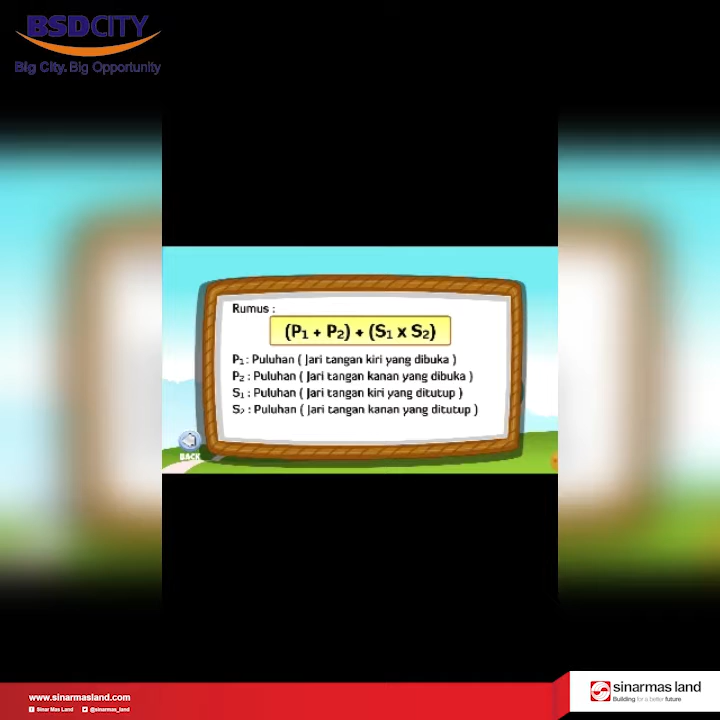 BSDCITY
Big City. Big Opportunity
Rumus :
(P1 + P2) + (S1 x S2)
P1 : Puluhan ( Jari tangan kiri yang dibuka )
P2 : Puluhan ( Jari tangan kanan yang dibuka )
S1 : Puluhan ( Jari tangan kiri yang ditutup )
S2 : Puluhan ( Jari tangan kanan yang ditutup )
BACK
www.sinarmasland.com
Sinar Mas Land @sinarmas_land
sinarmas land
Building for a better future